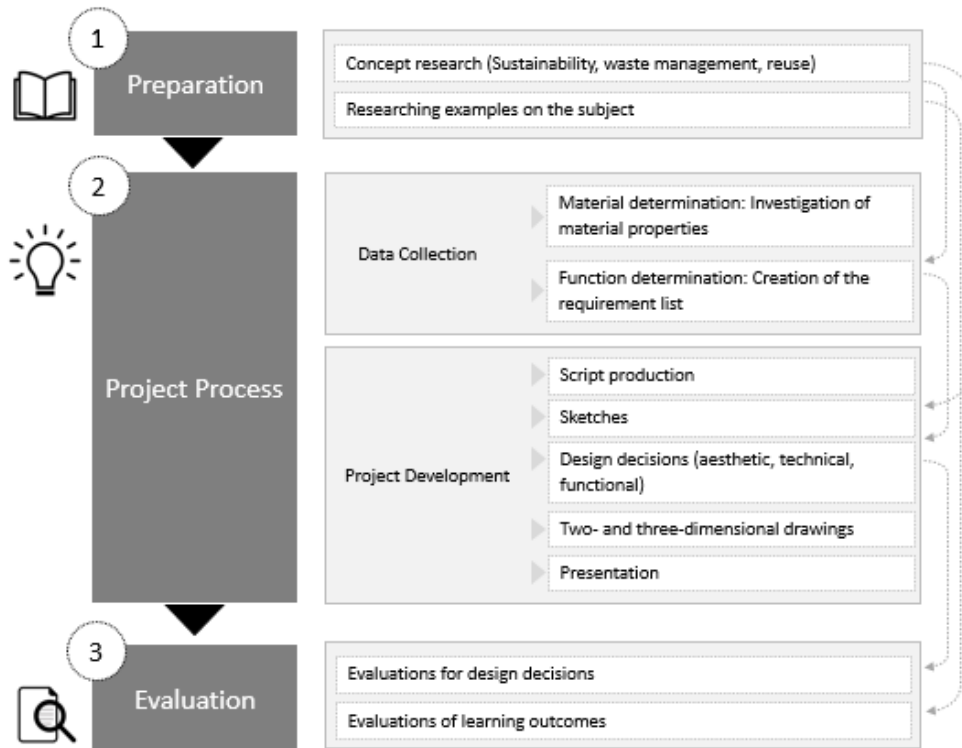 1
Preparation
Concept research (Sustainability, waste management, reuse)
Researching examples on the subject
2
Project Process
Data Collection
Material determination: Investigation of
material properties
Function determination: Creation of the
requirement list
Project Development
Script production
Sketches
Design decisions (aesthetic, technical,
functional)
Two- and three-dimensional drawings
Presentation
3
Evaluation
Evaluations for design decisions
Evaluations of learning outcomes